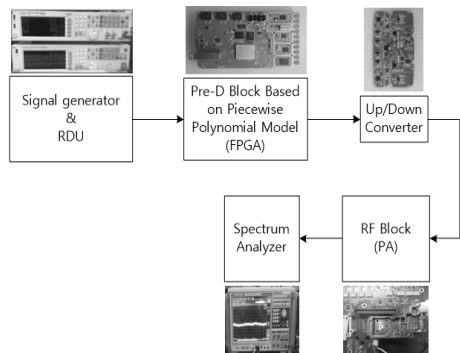 Signal generator
&
RDU
Pre-D Block Based
on Piecewise
Polynomial Model
(FPGA)
Up/Down
Converter
Spectrum
Analyzer
RF Block
(PA)